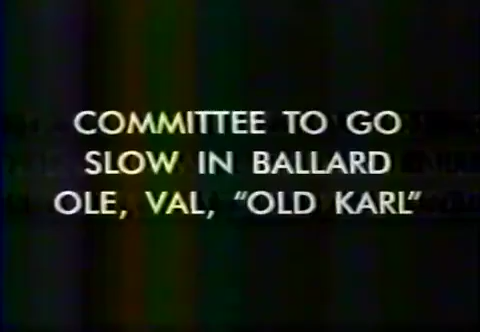 COMMITTEE TO GO
SLOW IN BALLARD
OLE, VAL, “OLD KARL”